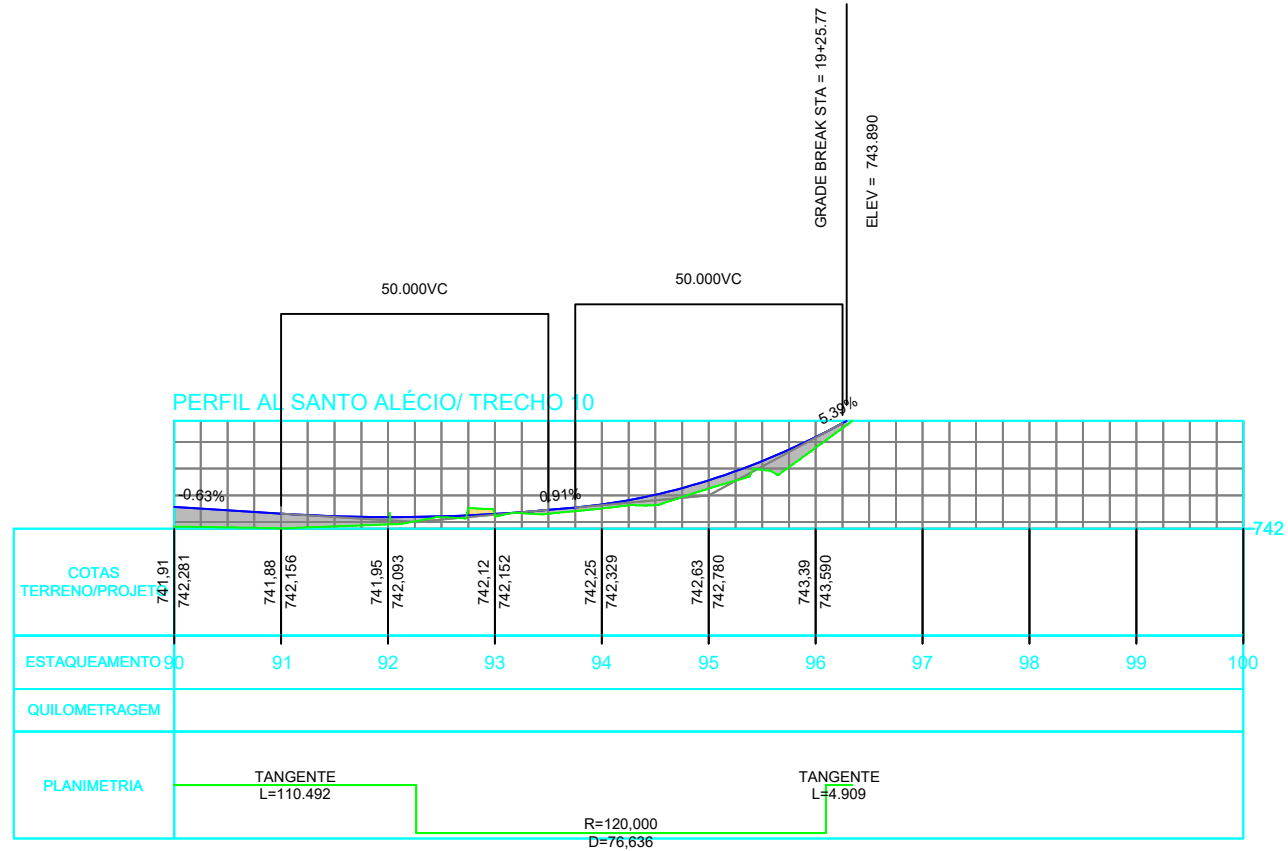 GRADE BREAK STA = 19+25.77
ELEV = 743.890
50.000VC
50.000VC
PERFIL AL SANTO ALÉCIO/ TRECHO 10
-0.63%
0.91%
5.39%
742
COTAS
TERRENO/PROJETO
741,91
742,281
741,88
742,156
741,95
742,093
742,12
742,152
742,25
742,329
742,63
742,780
743,39
743,590
ESTAQUEAMENTO
90 91 92 93 94 95 96 97 98 99 100
QUILOMETRAGEM
PLANIMETRIA
TANGENTE
L=110.492
R=120,000
D=76,636
TANGENTE
L=4.909